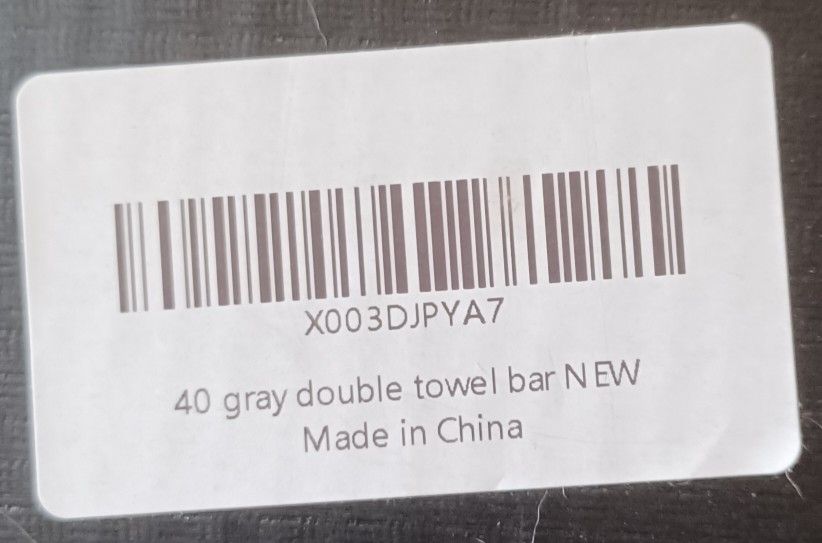 X003DJPYA7
40 gray double towel bar NEW
Made in China